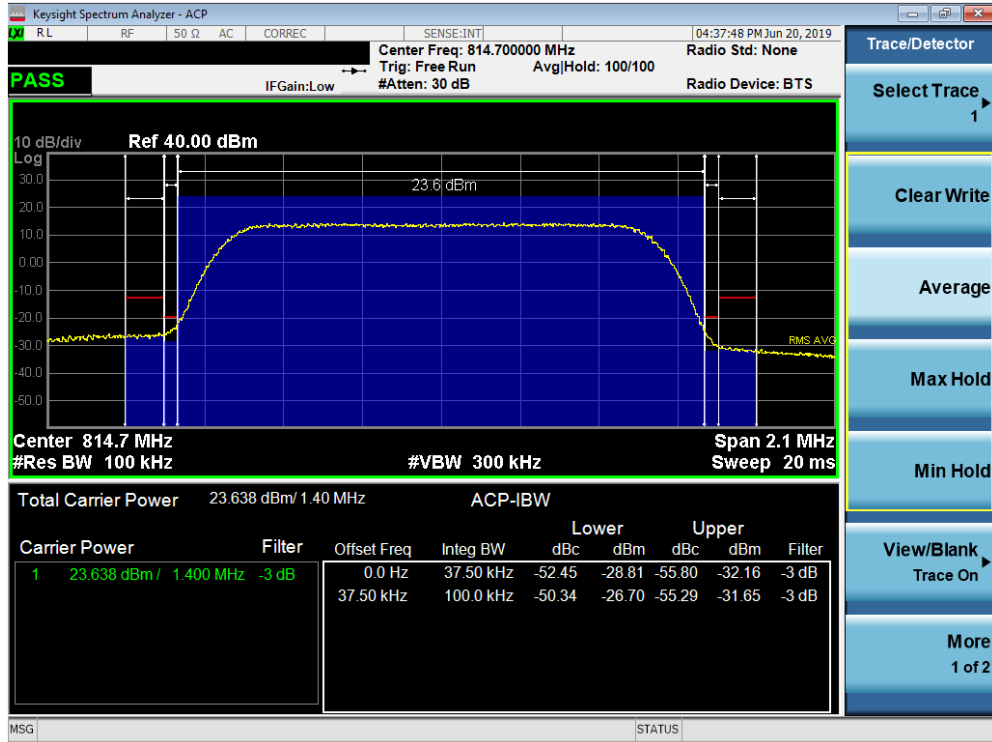 Keysight Spectrum Analyzer - ACP
LXI RL RF 50 Ω AC CORREC SENSE:INT 04:37:48 PM Jun 20, 2019
Center Freq: 814.700000 MHz Radio Std: None
Trig: Free Run Avg|Hold: 100/100
PASS IFGain:Low #Atten: 30 dB Radio Device: BTS
10 dB/div Ref 40.00 dBm
Log
30.0
23.6 dBm
20.0
10.0
0.00
-10.0
-20.0
-30.0
RMS AVG
-40.0
-50.0
Center 814.7 MHz Span 2.1 MHz
#Res BW 100 kHz #VBW 300 kHz Sweep 20 ms
Total Carrier Power 23.638 dBm/ 1.40 MHz ACP-IBW
Lower Upper
Carrier Power Filter Offset Freq Integ BW dBc dBm dBc dBm Filter
1 23.638 dBm / 1.400 MHz -3 dB 0.0 Hz 37.50 kHz -52.45 -28.81 -55.80 -32.16 -3 dB
37.50 kHz 100.0 kHz -50.34 -26.70 -55.29 -31.65 -3 dB
MSG STATUS
Trace/Detector
Select Trace
1
Clear Write
Average
Max Hold
Min Hold
View/Blank
Trace On
More
1 of 2